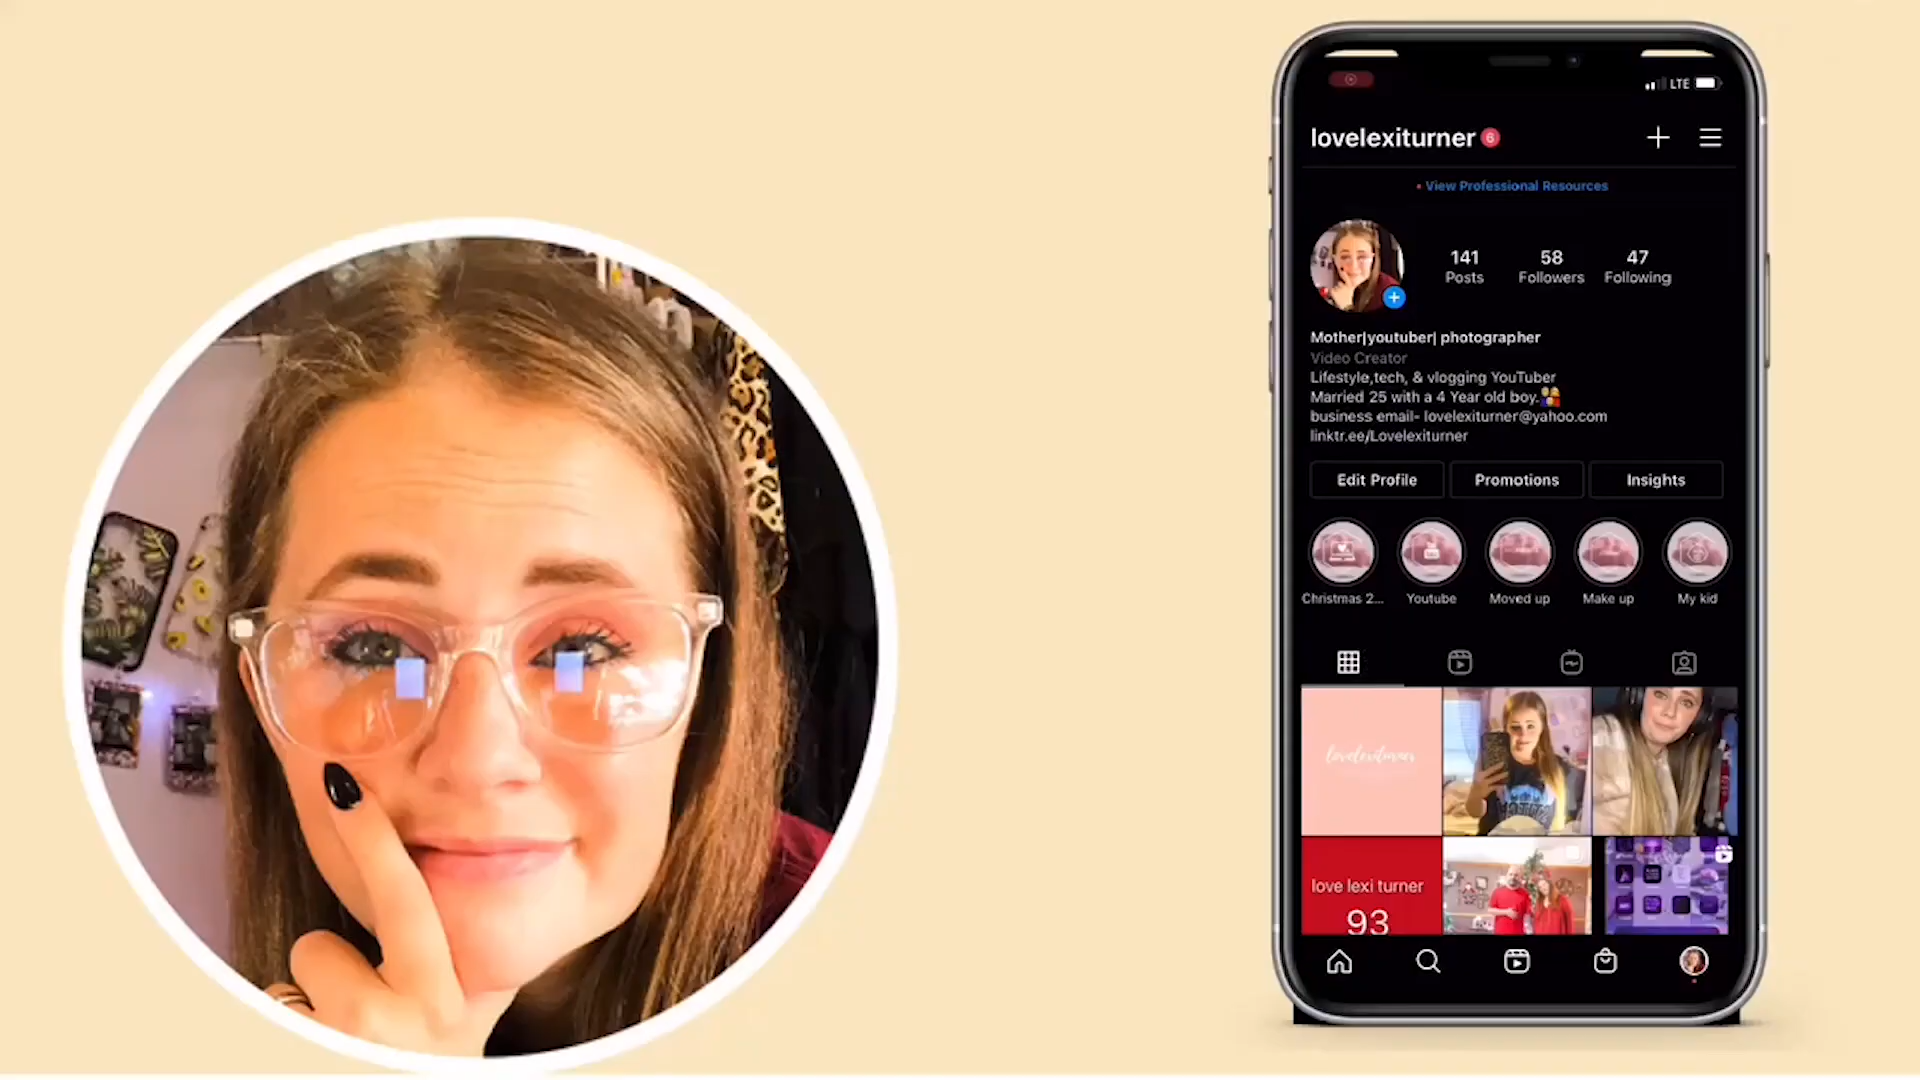 LTE
lovelexiturner 6
View Professional Resources
141 58 47
Posts Followers Following
Mother|youtuber| photographer
Video Creator
Lifestyle,tech, & vlogging YouTuber
Married 25 with a 4 Year old boy.
business email- lovelexiturner@yahoo.com
linktr.ee/Lovelexiturner
Edit Profile Promotions Insights
Christmas 2... Youtube Moved up Make up My kid
lovelexiturner
love lexi turner
93